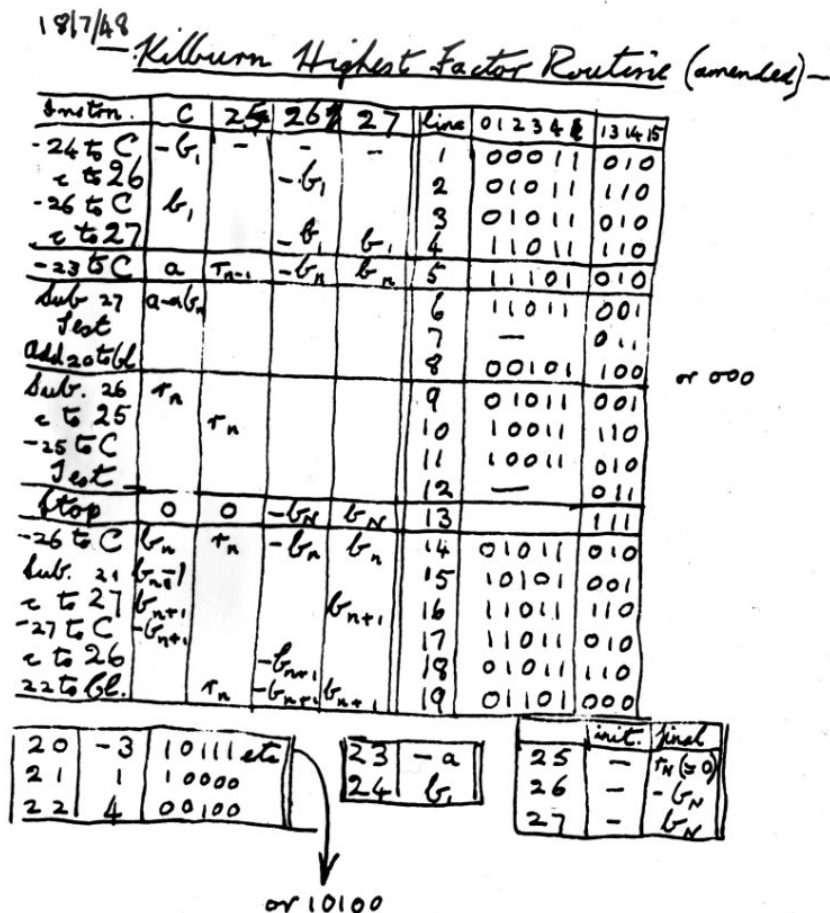 18/7/48
Kilburn Highest Factor Routine (amended)-
Instrn. C 25 26 27 line 0 1 2 3 4 13 14 15
-24 to C -b₁ - - - 1 00011 010
c to 26 -b₁ 2 01011 110
-26 to C b₁ 3 01011 010
c to 27 -b₁ b₁ 4 11011 110
-23 to C a rₙ₋₁ -bₙ bₙ 5 11101 010
Sub 27 a-bₙ 6 11011 001
Test 7 — 011
Add 20 to Cl 8 00101 100 or 000
Sub. 26 rₙ 9 01011 001
c to 25 rₙ 10 10011 110
-25 to C 11 10011 010
Test 12 — 011
Stop 0 0 -bN bN 13 111
-26 to C bₙ rₙ -bₙ bₙ 14 01011 010
Sub. 21 bₙ-1 15 10101 001
c to 27 bₙ₊₁ bₙ₊₁ 16 11011 110
-27 to C -bₙ₊₁ 17 11011 010
c to 26 -bₙ₊₁ 18 01011 110
22 to Cl. rₙ -bₙ₊₁ bₙ₊₁ 19 01101 000
20 -3 10111 etc
21 1 10000
22 4 00100
or 10100
23 -a
24 b₁
init. final
25 - rN (=0)
26 - -bN
27 - bN